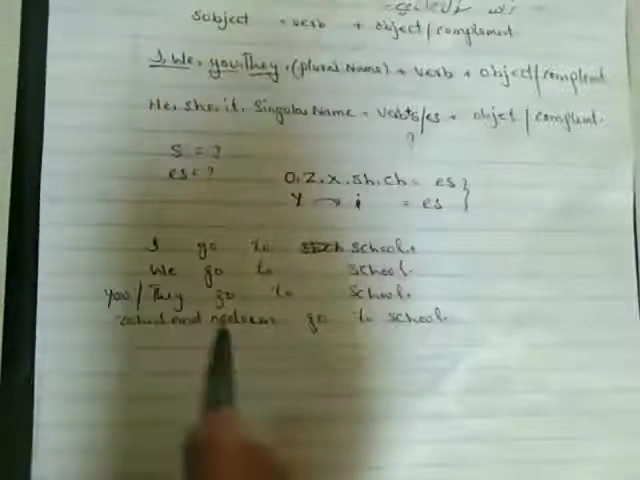 Subject + verb + object/complement
I, We, you, They, (plural Name) + verb + object/complement
He, she, it, Singular Name + verb+s/es + object/complement.
?
S = ?
es = ?
O, Z, X, sh, ch = es
Y → i = es
I go to school.
We go to school.
you/They go to school.
and go to school.